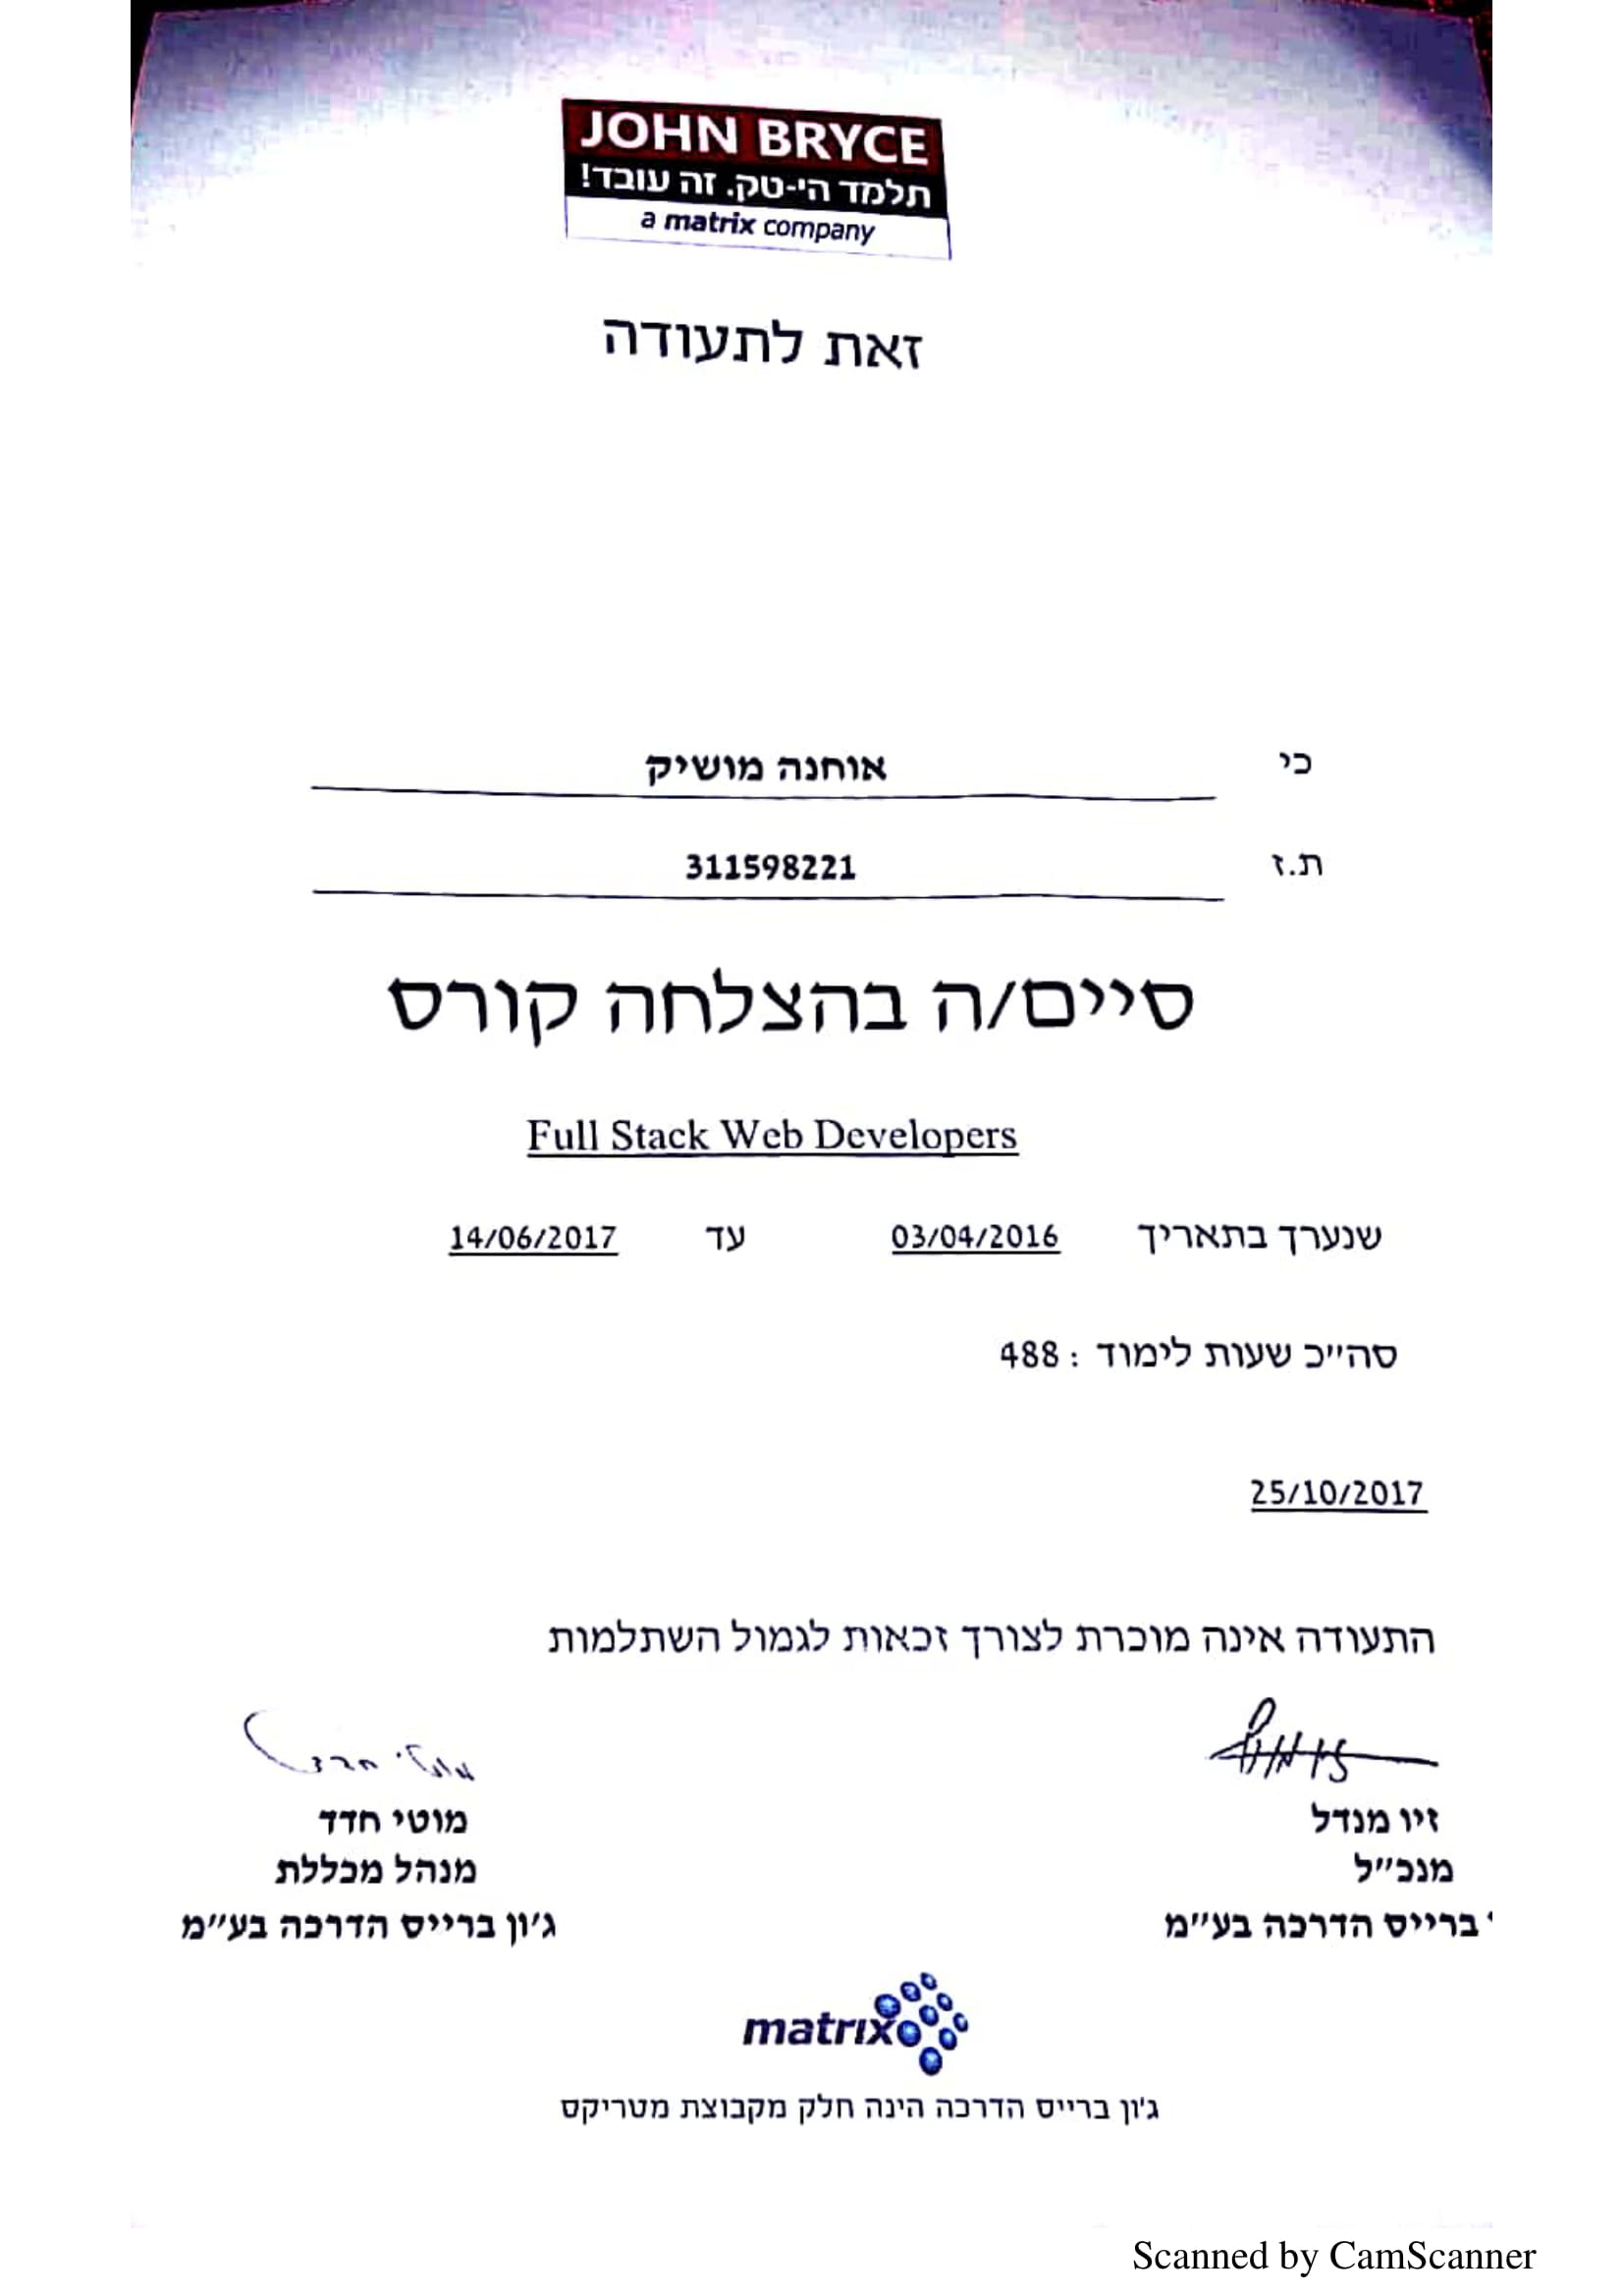 JOHN BRYCE
תלמד הי-טק. זה עובד!
a matrix company
זאת לתעודה
כי אוחנה מושיק
ת.ז 311598221
סיים/ה בהצלחה קורס
Full Stack Web Developers
שנערך בתאריך 03/04/2016 עד 14/06/2017
סה״כ שעות לימוד : 488
25/10/2017
התעודה אינה מוכרת לצורך זכאות לגמול השתלמות
זיו מנדל
מנכ״ל
ברייס הדרכה בע״מ
מוטי חדד
מוטי חדד
מנהל מכללת
ג׳ון ברייס הדרכה בע״מ
matrix
ג'ון ברייס הדרכה הינה חלק מקבוצת מטריקס
Scanned by CamScanner